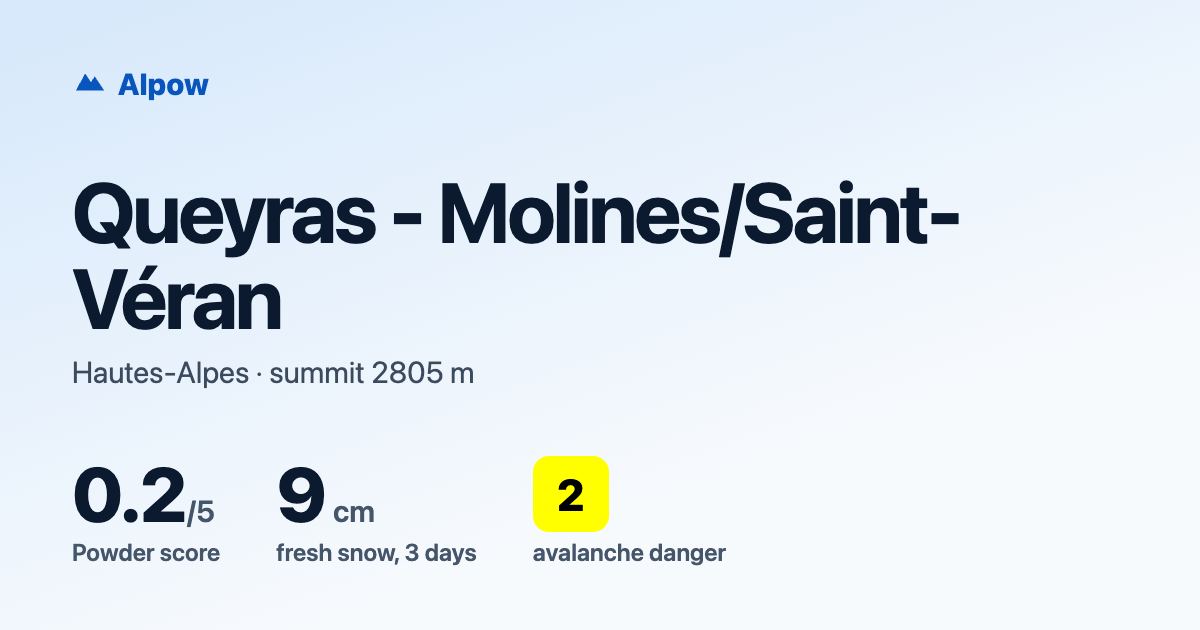 Alpow
Queyras - Molines/Saint-
Véran
Hautes-Alpes · summit 2805 m
0.2/5 9 cm 2
Powder score fresh snow, 3 days avalanche danger